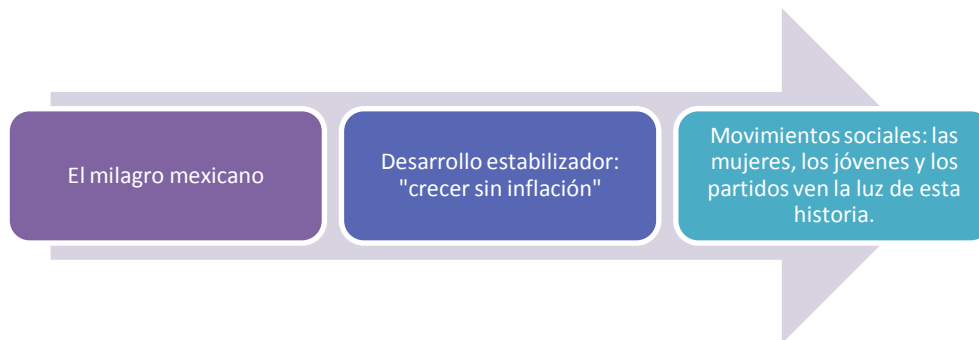 El milagro mexicano
Desarrollo estabilizador:
"crecer sin inflación"
Movimientos sociales: las
mujeres, los jóvenes y los
partidos ven la luz de esta
historia.